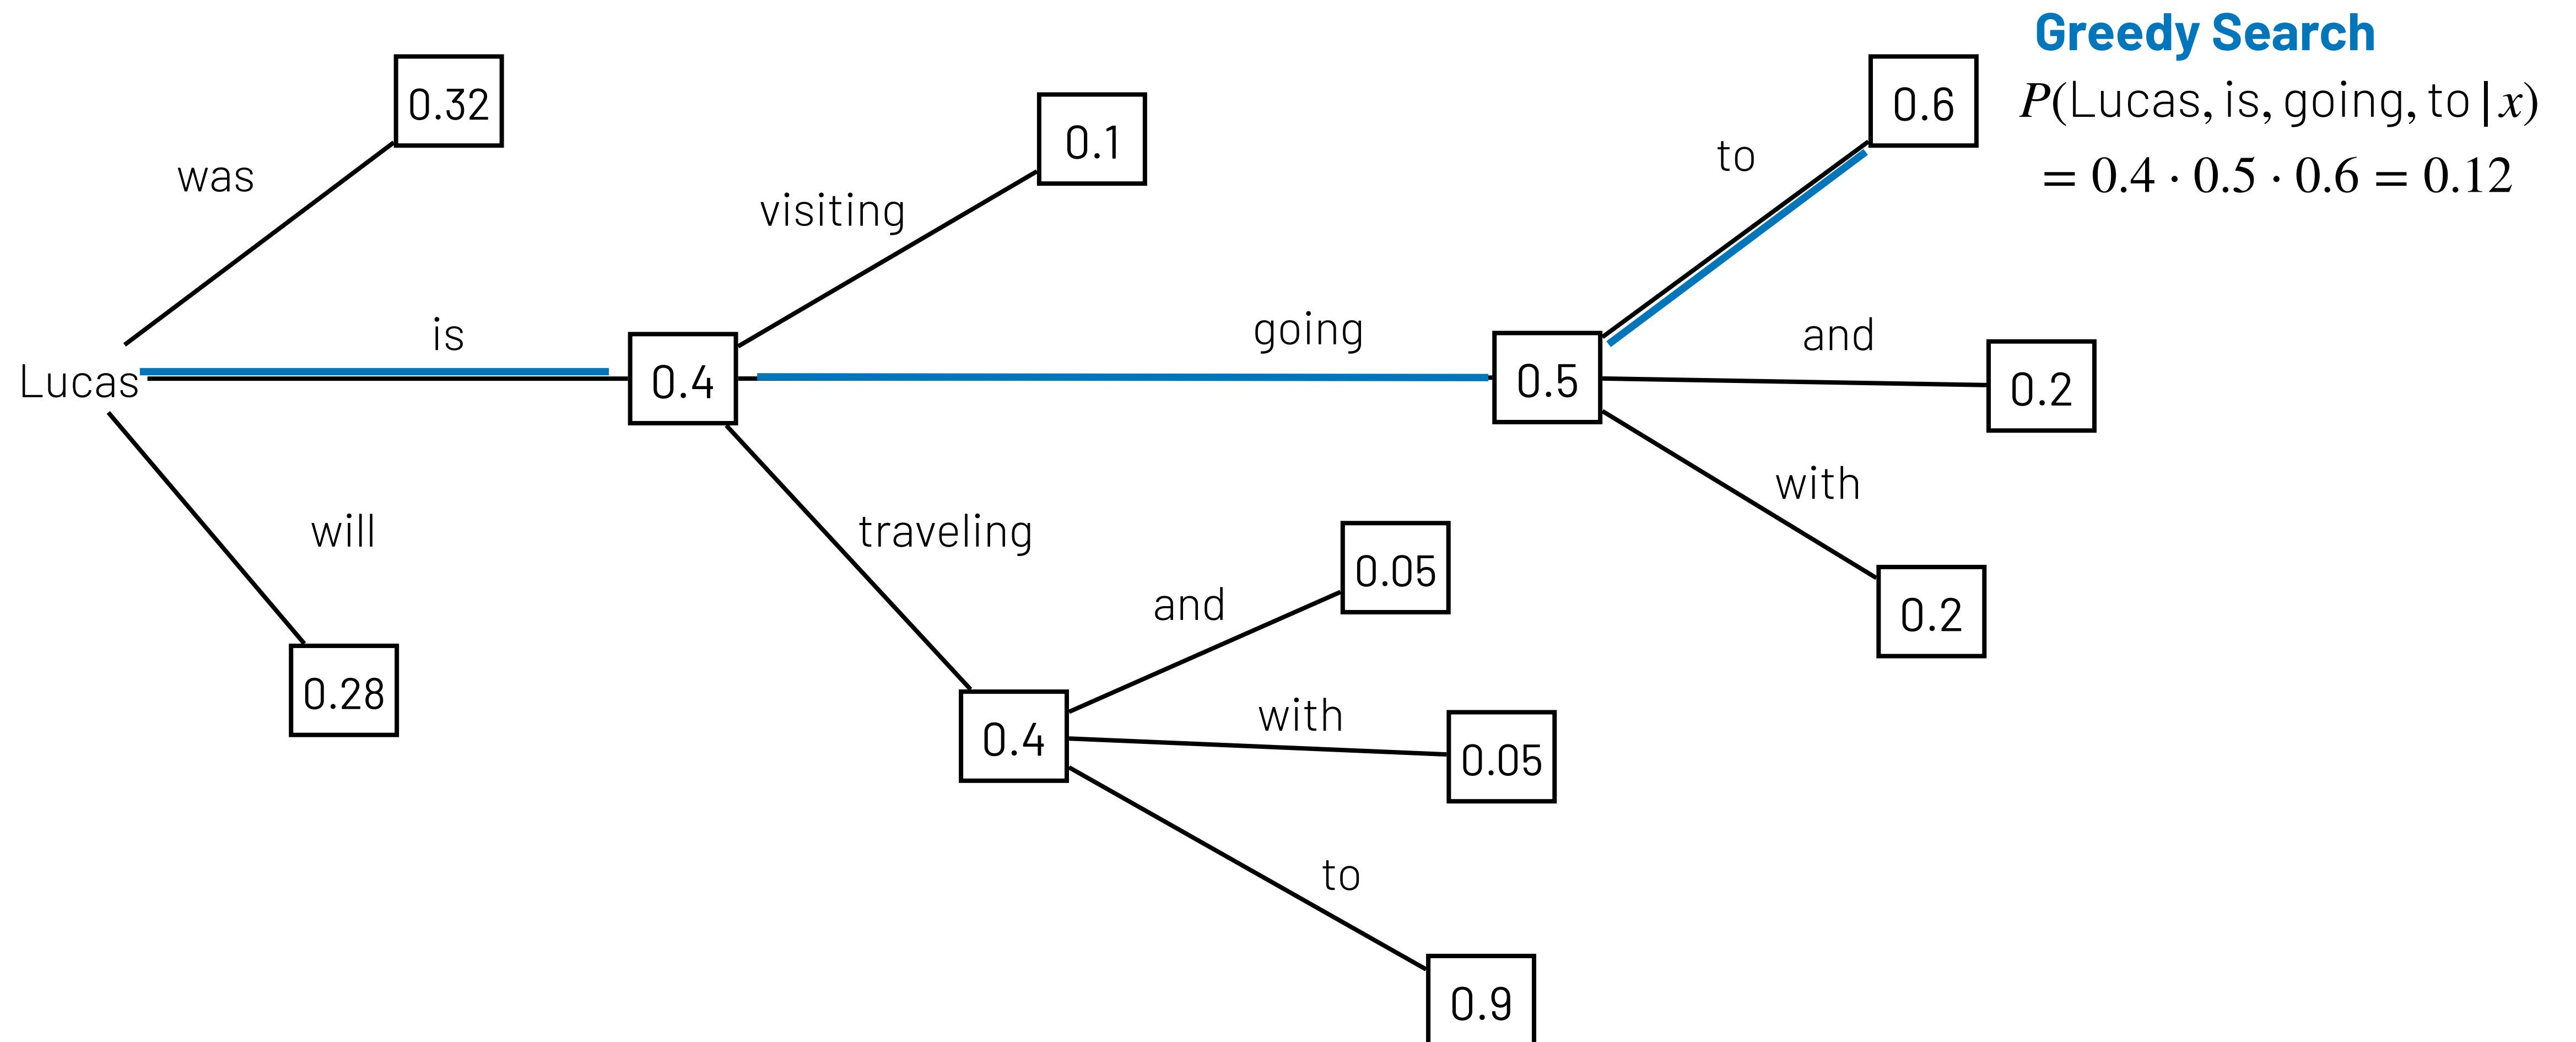 Greedy Search
P(Lucas, is, going, to | x)
= 0.4 · 0.5 · 0.6 = 0.12
0.32
was
0.1
visiting
0.6
to
Lucas
is
0.4
going
0.5
and
0.2
with
0.2
will
0.28
traveling
0.4
and
0.05
with
0.05
to
0.9